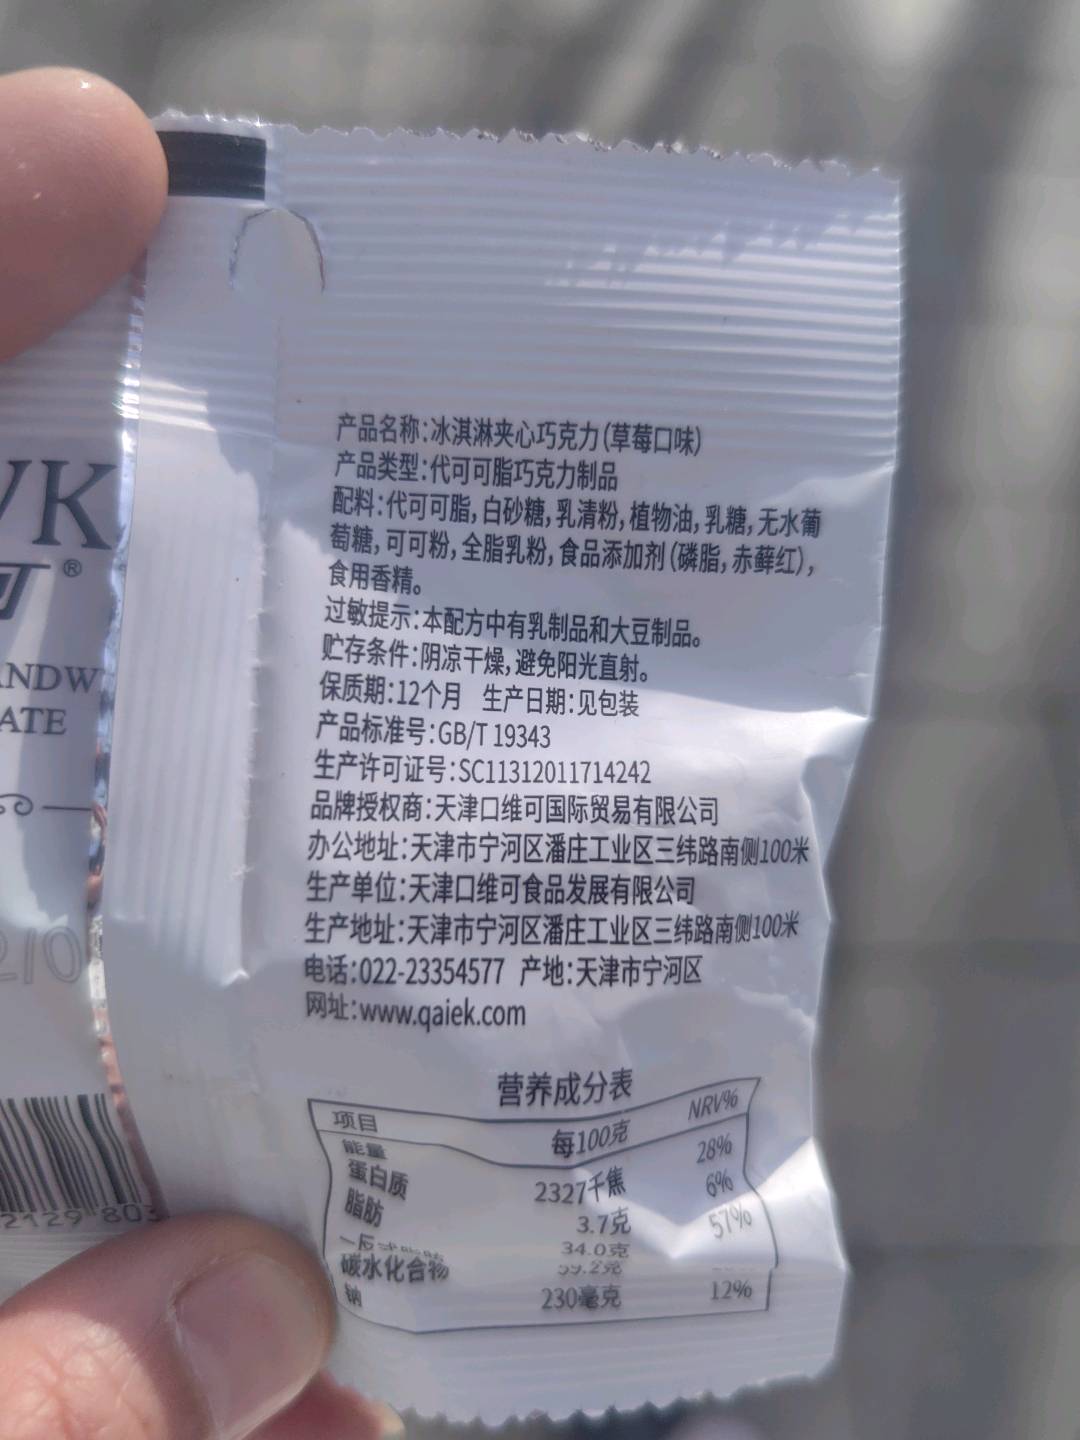 VK
可®
ANDW
ATE
产品名称:冰淇淋夹心巧克力(草莓口味)
产品类型:代可可脂巧克力制品
配料:代可可脂,白砂糖,乳清粉,植物油,乳糖,无水葡
萄糖,可可粉,全脂乳粉,食品添加剂(磷脂,赤藓红),
食用香精。
过敏提示:本配方中有乳制品和大豆制品。
贮存条件:阴凉干燥,避免阳光直射。
保质期:12个月 生产日期:见包装
产品标准号:GB/T 19343
生产许可证号:SC11312011714242
品牌授权商:天津口维可国际贸易有限公司
办公地址:天津市宁河区潘庄工业区三纬路南侧100米
生产单位:天津口维可食品发展有限公司
生产地址:天津市宁河区潘庄工业区三纬路南侧100米
电话:022-23354577 产地:天津市宁河区
网址:www.qaiek.com
营养成分表
项目 每100克 NRV%
能量 2327千焦 28%
蛋白质 3.7克 6%
脂肪 34.0克 57%
碳水化合物 59.2克
钠 230毫克 12%
2129 803